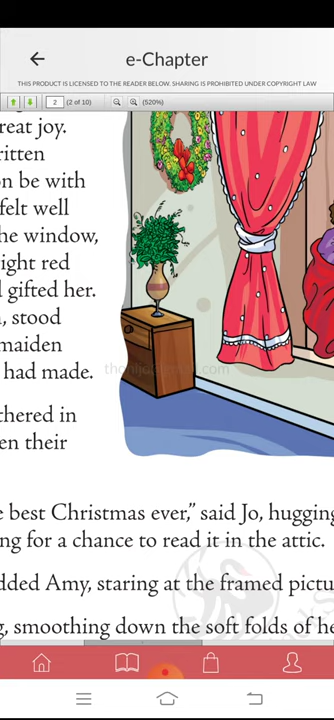 e-Chapter
THIS PRODUCT IS LICENSED TO THE READER BELOW. SHARING IS PROHIBITED UNDER COPYRIGHT LAW
2 (2 of 10) (520%)
reat joy.
ritten
on be with
felt well
he window,
ight red
gifted her.
, stood
maiden
had made.
thered in
en their
best Christmas ever,” said Jo, hugging
ng for a chance to read it in the attic.
dded Amy, staring at the framed pictu
g, smoothing down the soft folds of he